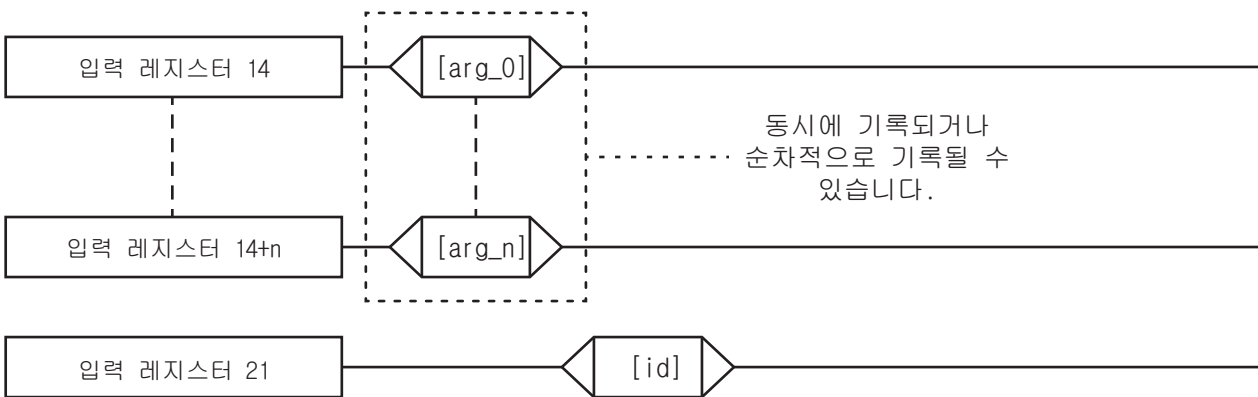 입력 레지스터 14
[arg_0]
동시에 기록되거나
순차적으로 기록될 수
있습니다.
입력 레지스터 14+n
[arg_n]
입력 레지스터 21
[id]